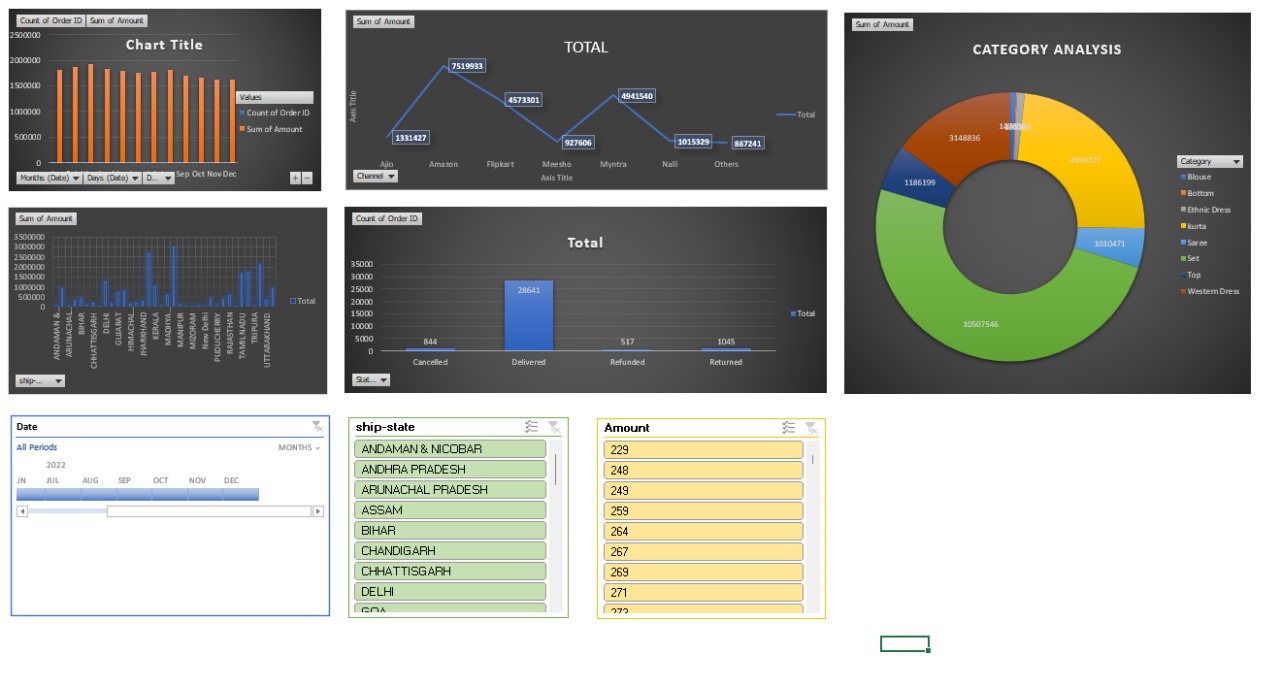 Count of Order ID Sum of Amount
Chart Title
2500000
2000000
1500000
1000000
500000
0
Values
Count of Order ID
Sum of Amount
Sep Oct Nov Dec
Months (Date) Days (Date) D...
Sum of Amount
TOTAL
Axis Title
1331427
7519933
4573301
927606
4941540
1015329
867241
Total
Ajio Amazon Flipkart Meesho Myntra Nalli Others
Axis Title
Channel
Sum of Amount
CATEGORY ANALYSIS
3148836
4959377
1186199
1010471
10507546
Category
Blouse
Bottom
Ethnic Dress
kurta
Saree
Set
Top
Western Dress
Sum of Amount
3500000
3000000
2500000
2000000
1500000
1000000
500000
0
Total
ANDAMAN &...
ARUNACHAL...
BIHAR
CHHATTISGARH
DELHI
GUJARAT
HIMACHAL...
JHARKHAND
KERALA
MADHYA...
MANIPUR
MIZORAM
New Delhi
PUDUCHERRY
RAJASTHAN
TAMIL NADU
TRIPURA
UTTARAKHAND
ship-...
Count of Order ID
Total
35000
30000
25000
20000
15000
10000
5000
0
844
28641
517
1045
Total
Cancelled Delivered Refunded Returned
Stat...
Date
All Periods MONTHS
2022
JN JUL AUG SEP OCT NOV DEC
ship-state
ANDAMAN & NICOBAR
ANDHRA PRADESH
ARUNACHAL PRADESH
ASSAM
BIHAR
CHANDIGARH
CHHATTISGARH
DELHI
GOA
Amount
229
248
249
259
264
267
269
271
273